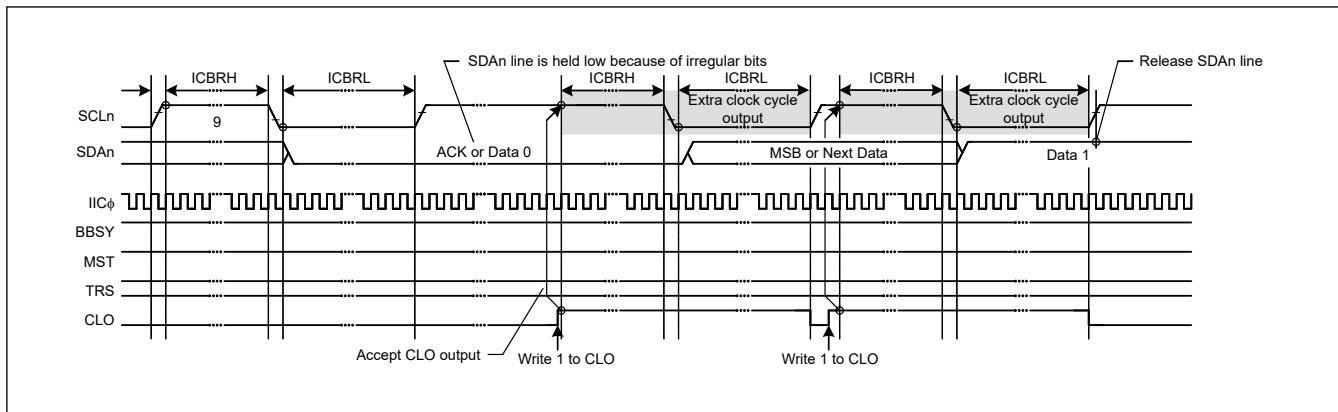 SDAn line is held low because of irregular bits
Release SDAn line
ICBRH
ICBRL
ICBRH
ICBRL
ICBRH
ICBRL
SCLn
9
Extra clock cycle output
Extra clock cycle output
SDAn
ACK or Data 0
MSB or Next Data
Data 1
IICϕ
BBSY
MST
TRS
CLO
Accept CLO output
Write 1 to CLO
Write 1 to CLO